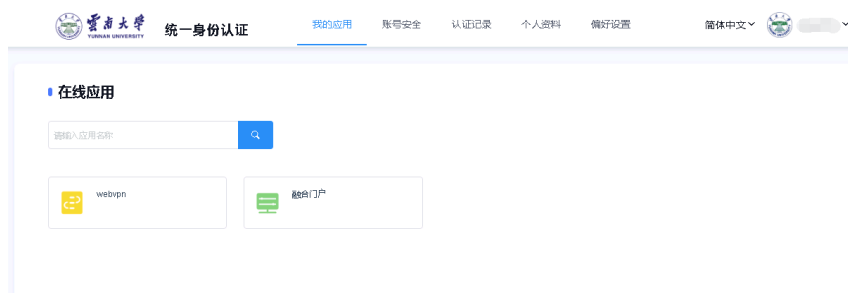 雲南大學
YUNNAN UNIVERSITY
统一身份认证
我的应用 账号安全 认证记录 个人资料 偏好设置
简体中文
在线应用
请输入应用名称
webvpn
融合门户